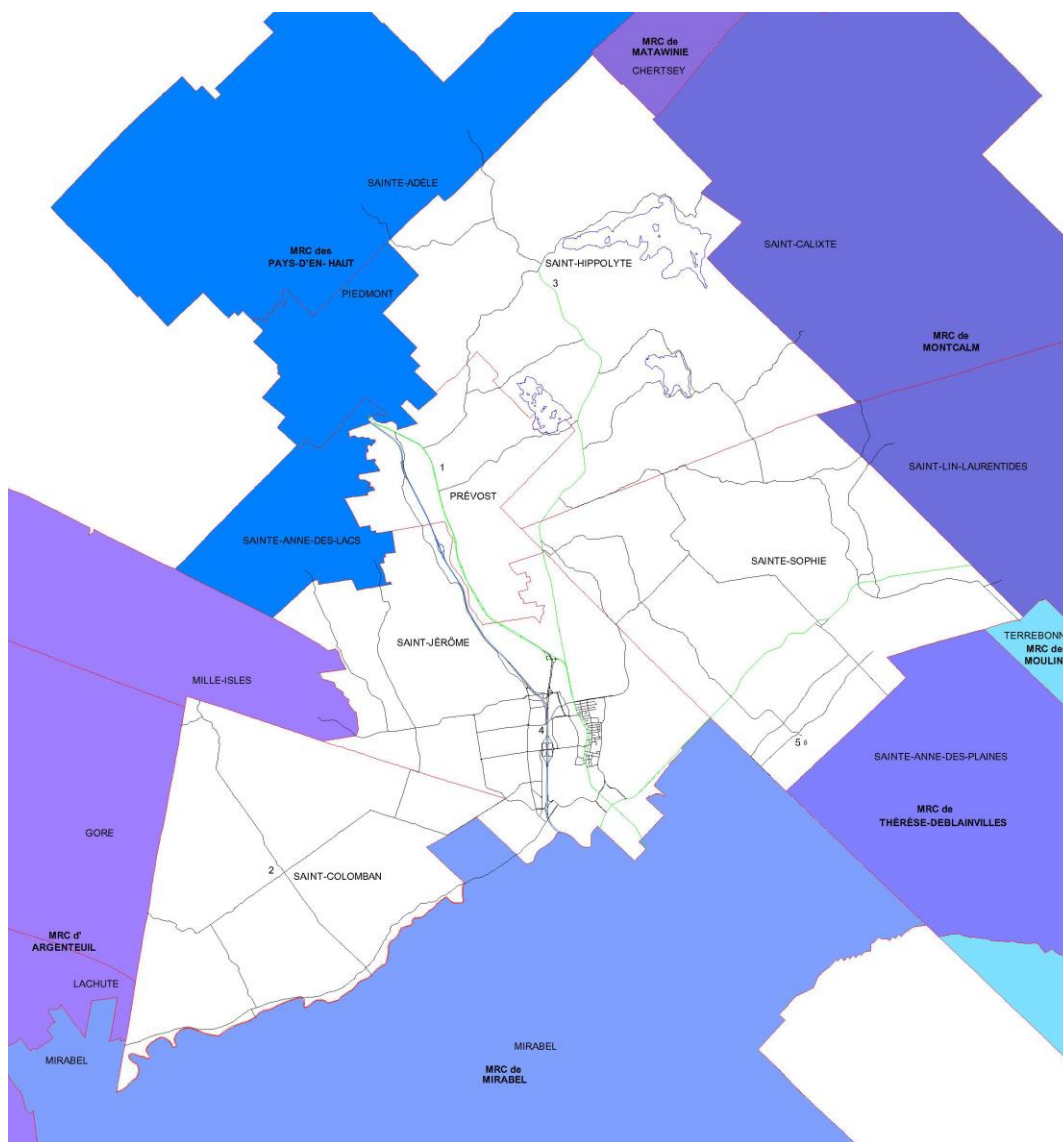 MRC de
MATAWINIE
CHERTSEY
SAINTE-ADÈLE
MRC des
PAYS-D'EN- HAUT
PIEDMONT
SAINT-CALIXTE
SAINT-HIPPOLYTE
3
MRC de
MONTCALM
SAINT-LIN-LAURENTIDES
1
PRÉVOST
SAINTE-ANNE-DES-LACS
SAINTE-SOPHIE
SAINT-JÉRÔME
TERREBONN
MRC de
MOULIN
MILLE-ISLES
4
5 6
SAINTE-ANNE-DES-PLAINES
MRC de
THÉRÈSE-DEBLAINVILLES
GORE
2
SAINT-COLOMBAN
MRC d'
ARGENTEUIL
LACHUTE
MIRABEL
MIRABEL
MRC de
MIRABEL